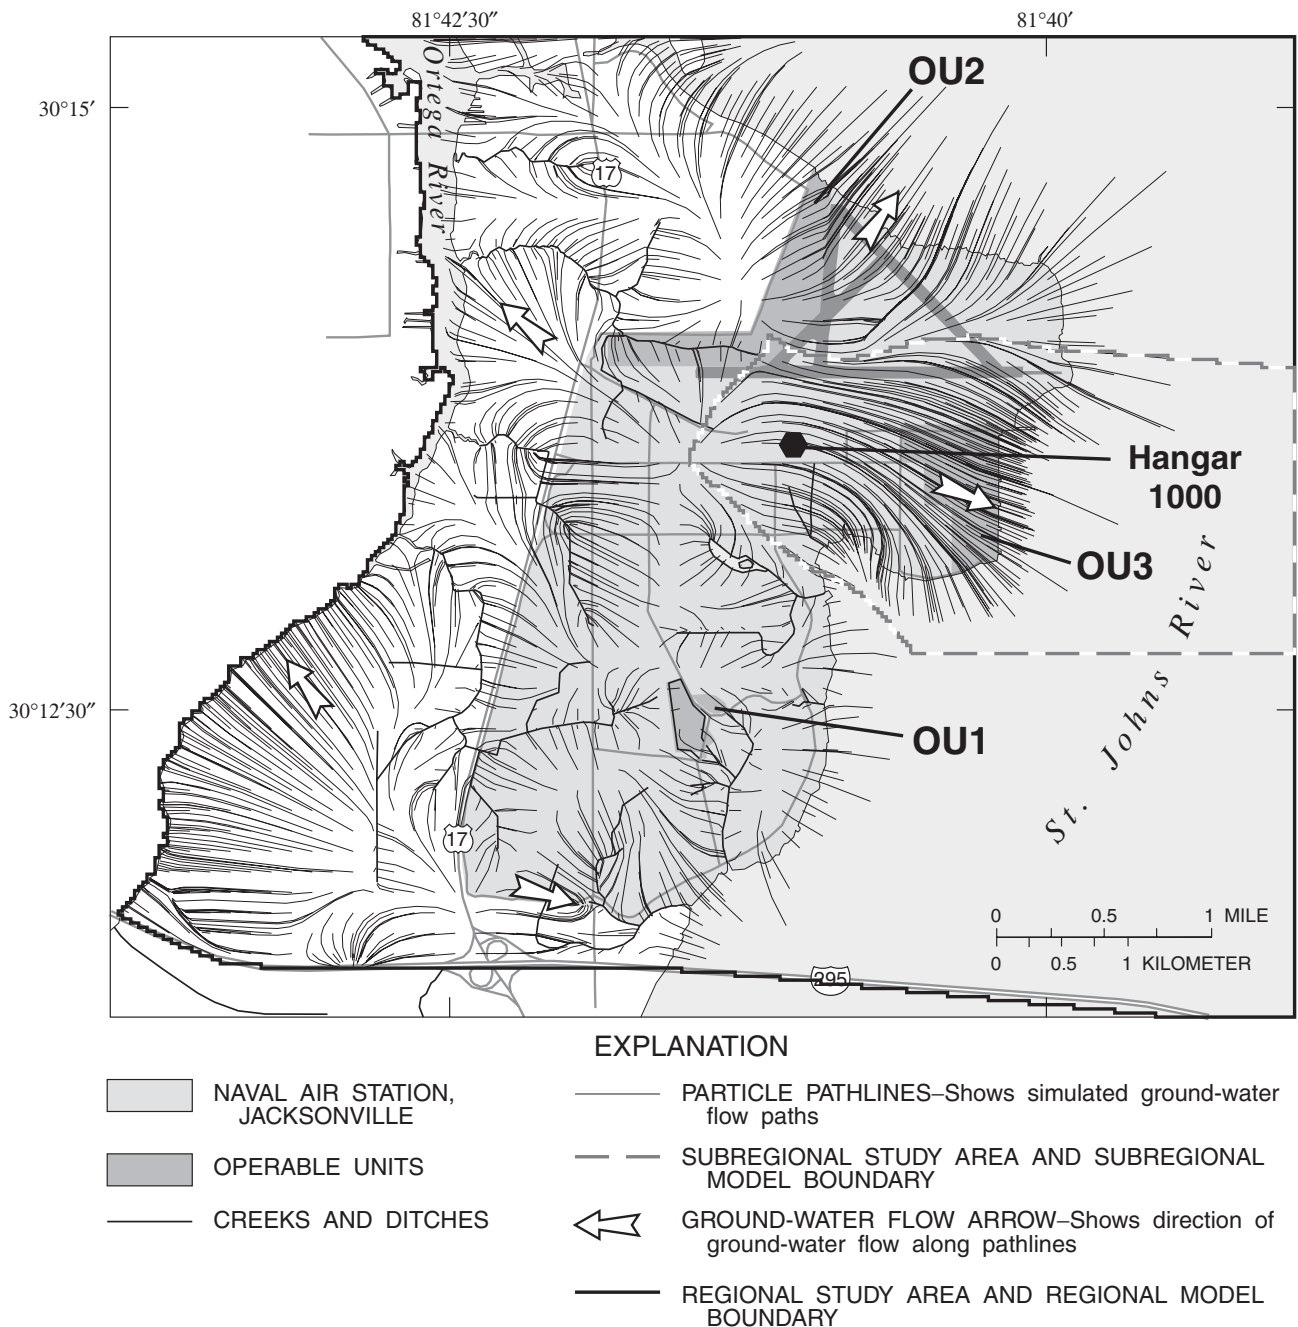 81°42′30″
81°40′
30°15′
Ortega River
OU2
17
Hangar
1000
OU3
St. Johns River
30°12′30″
OU1
17
0 0.5 1 MILE
0 0.5 1 KILOMETER
295
EXPLANATION
NAVAL AIR STATION,
JACKSONVILLE
OPERABLE UNITS
CREEKS AND DITCHES
PARTICLE PATHLINES–Shows simulated ground-water
flow paths
SUBREGIONAL STUDY AREA AND SUBREGIONAL
MODEL BOUNDARY
GROUND-WATER FLOW ARROW–Shows direction of
ground-water flow along pathlines
REGIONAL STUDY AREA AND REGIONAL MODEL
BOUNDARY